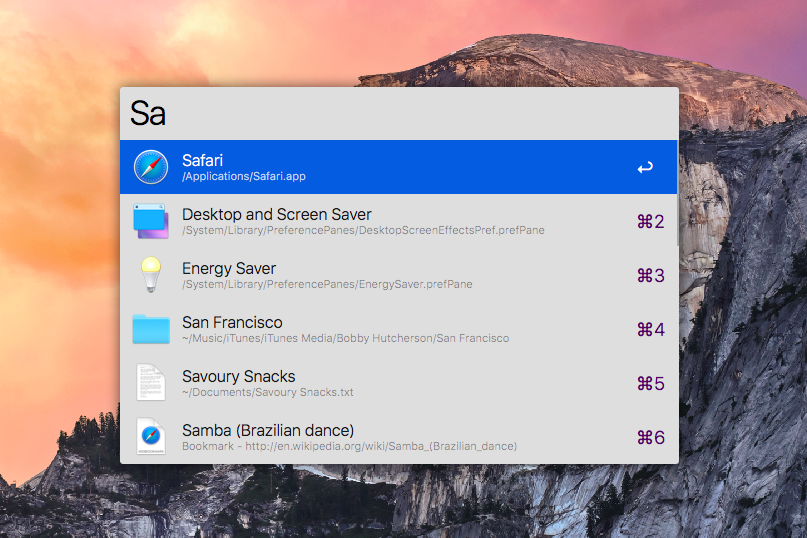 Sa
Safari
/Applications/Safari.app
Desktop and Screen Saver
⌘2
/System/Library/PreferencePanes/DesktopScreenEffectsPref.prefPane
Energy Saver
⌘3
/System/Library/PreferencePanes/EnergySaver.prefPane
San Francisco
⌘4
~/Music/iTunes/iTunes Media/Bobby Hutcherson/San Francisco
Savoury Snacks
⌘5
~/Documents/Savoury Snacks.txt
Samba (Brazilian dance)
⌘6
Bookmark - http://en.wikipedia.org/wiki/Samba_(Brazilian_dance)